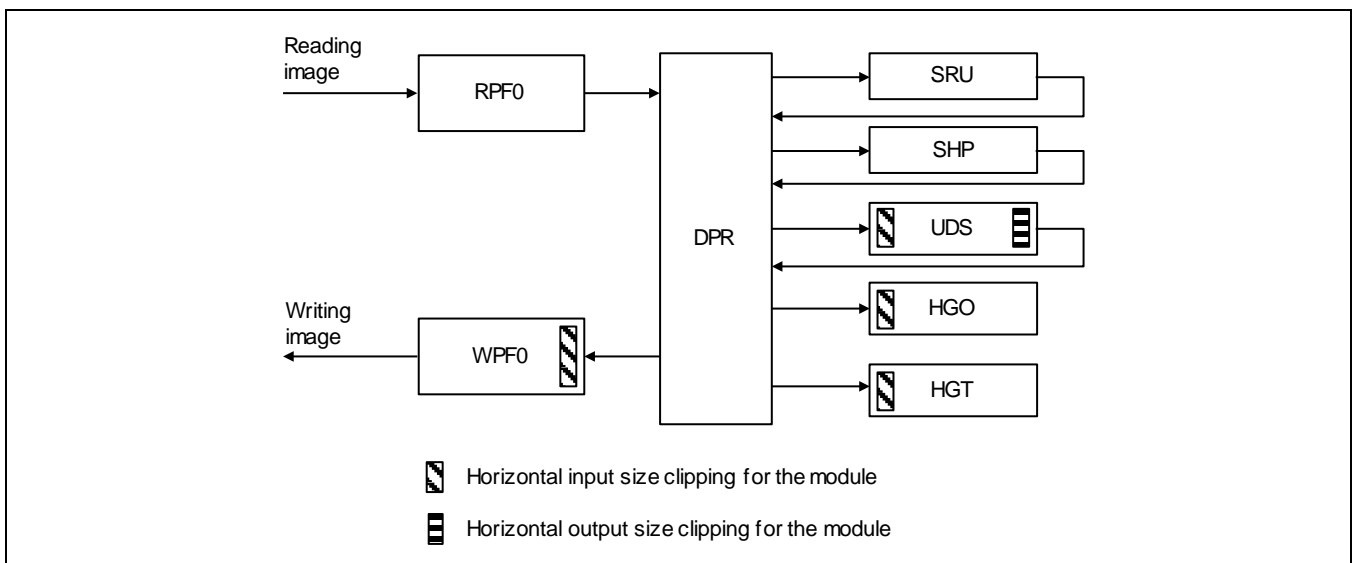 Reading
image
RPF0
SRU
SHP
DPR
UDS
HGO
Writing
image
WPF0
HGT
Horizontal input size clipping for the module
Horizontal output size clipping for the module